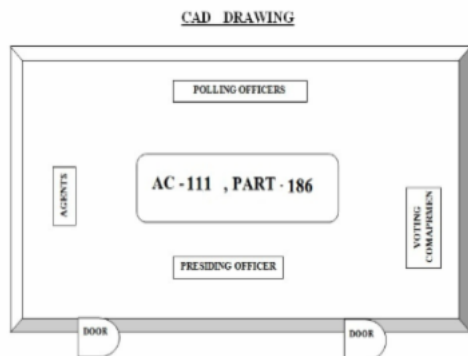 CAD DRAWING
POLLING OFFICERS
AGENTS
AC -111 , PART - 186
VOTING
COMAPRMEN
PRESIDING OFFICER
DOOR
DOOR